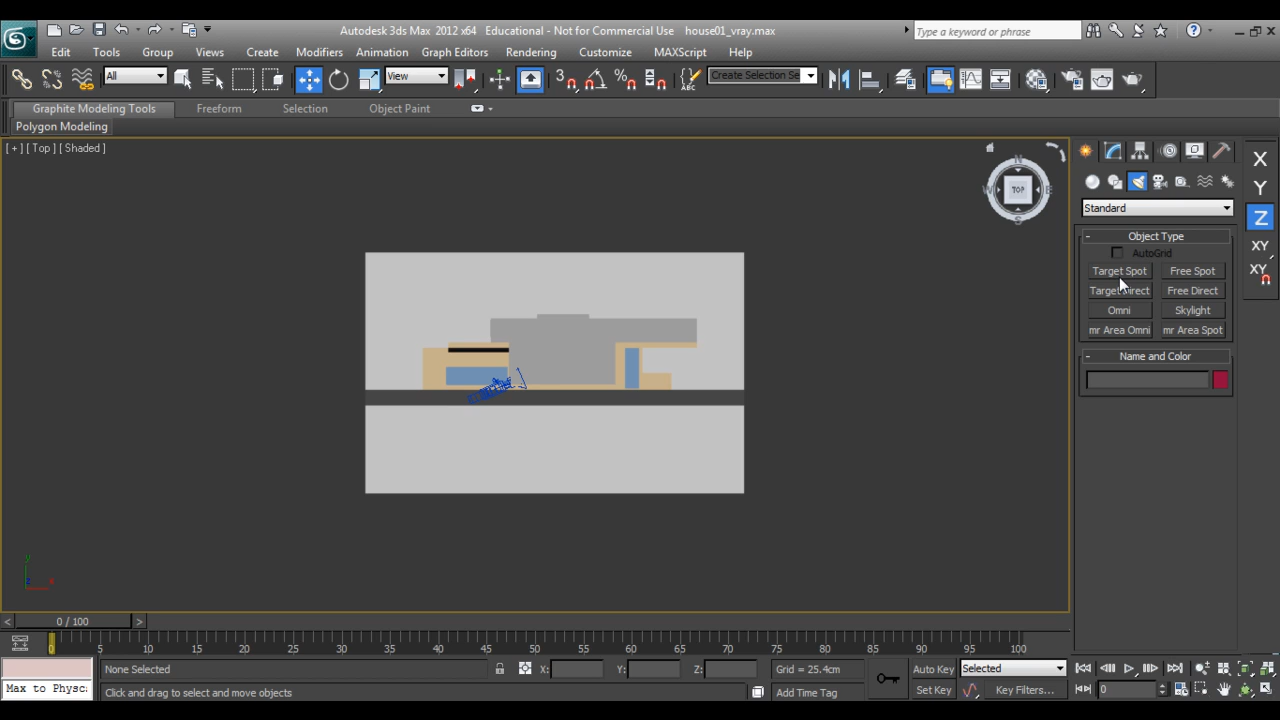 Autodesk 3ds Max 2012 x64 Educational - Not for Commercial Use house01_vray.max
Type a keyword or phrase
Edit Tools Group Views Create Modifiers Animation Graph Editors Rendering Customize MAXScript Help
All View 3 % ABC Create Selection Se
Graphite Modeling Tools Freeform Selection Object Paint
Polygon Modeling
[ + ] [ Top ] [ Shaded ]
N
W TOP E
S
X
Y
Z
XY
XY
Standard
- Object Type
AutoGrid
Target Spot Free Spot
Target Direct Free Direct
Omni Skylight
mr Area Omni mr Area Spot
- Name and Color
y
z x
< 0 / 100 >
0 5 10 15 20 25 30 35 40 45 50 55 60 65 70 75 80 85 90 95 100
None Selected X: Y: Z: Grid = 25.4cm Auto Key Selected
Max to Physc: Click and drag to select and move objects Add Time Tag Set Key Key Filters... 0